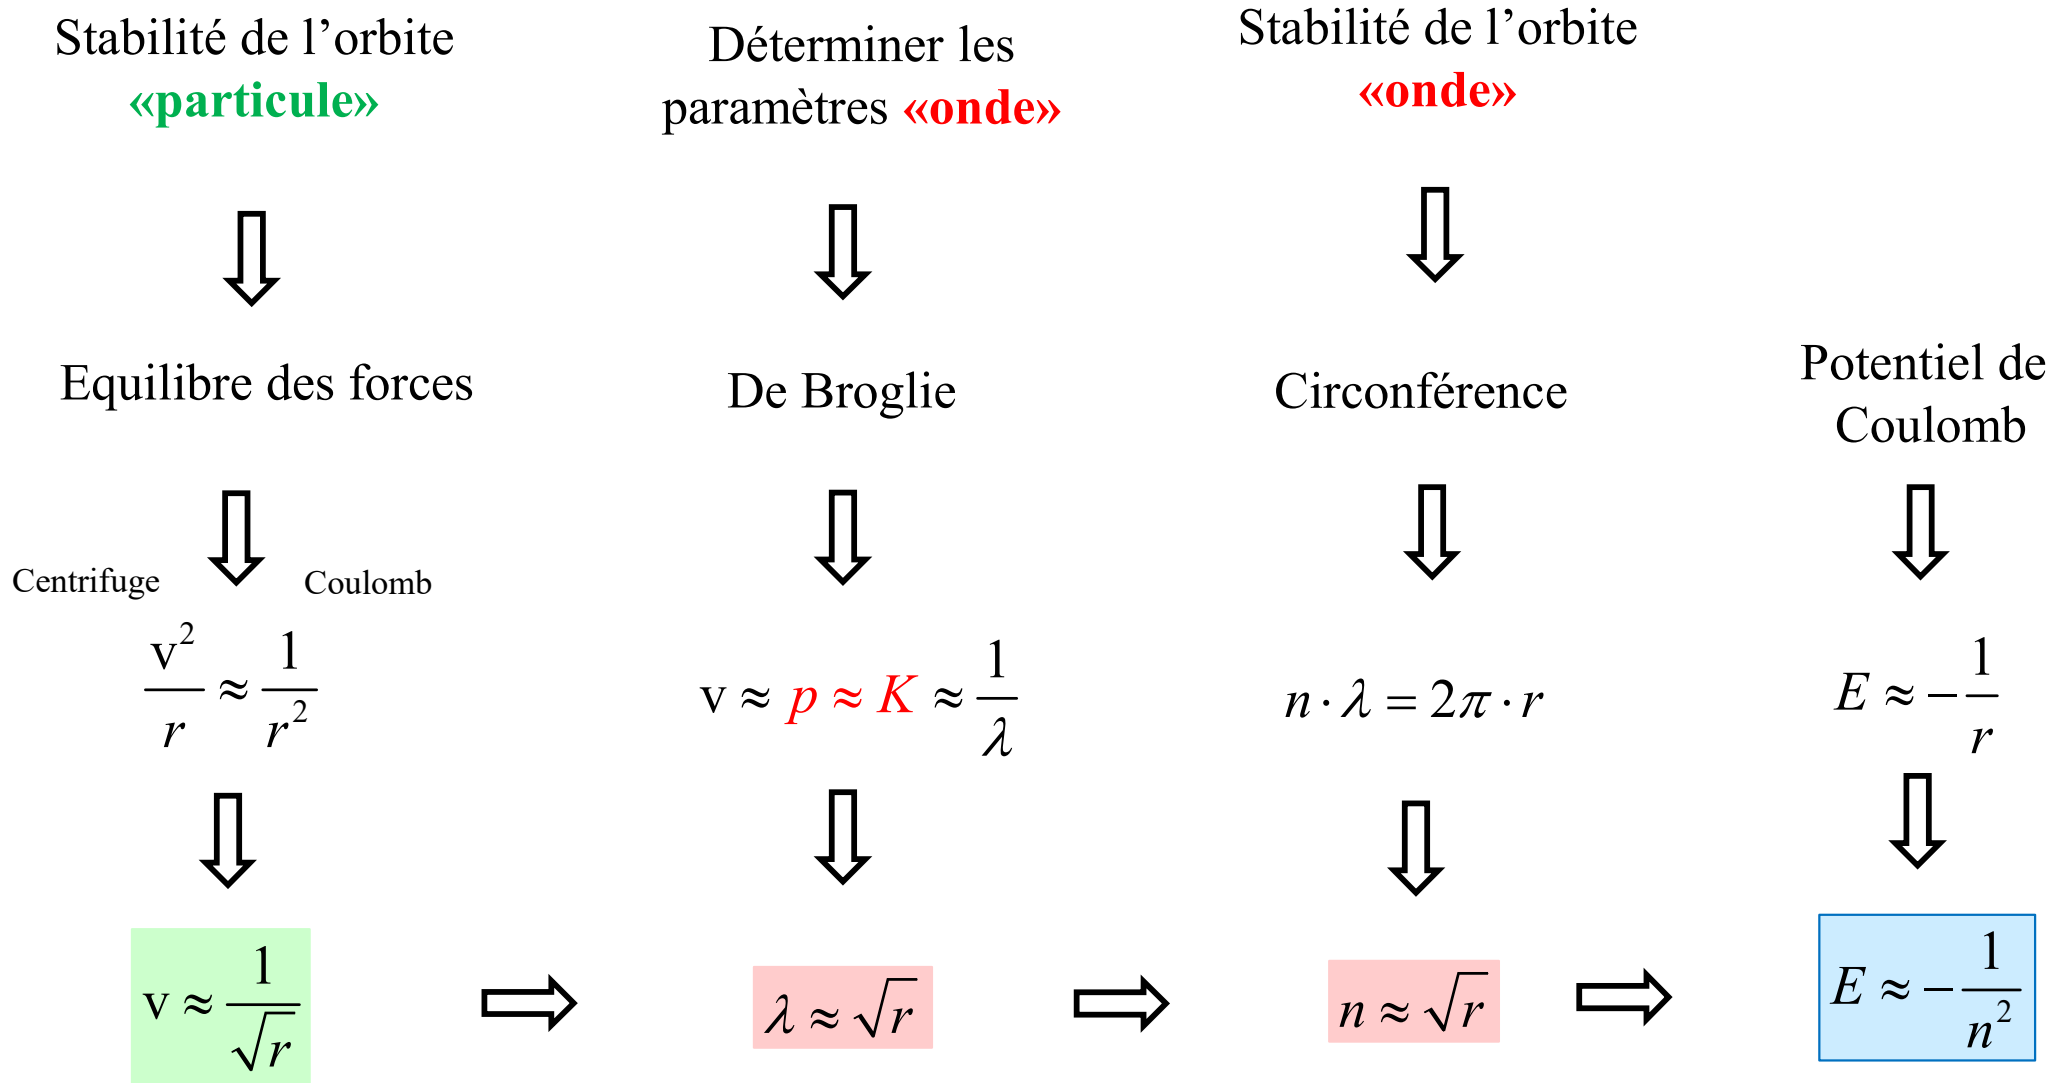 Stabilité de l’orbite
«particule»
Déterminer les
paramètres «onde»
Stabilité de l’orbite
«onde»
Equilibre des forces
De Broglie
Circonférence
Potentiel de
Coulomb
Centrifuge
Coulomb
v²/r ≈ 1/r²
v ≈ p ≈ K ≈ 1/λ
n · λ = 2π · r
E ≈ −1/r
v ≈ 1/√r
λ ≈ √r
n ≈ √r
E ≈ −1/n²